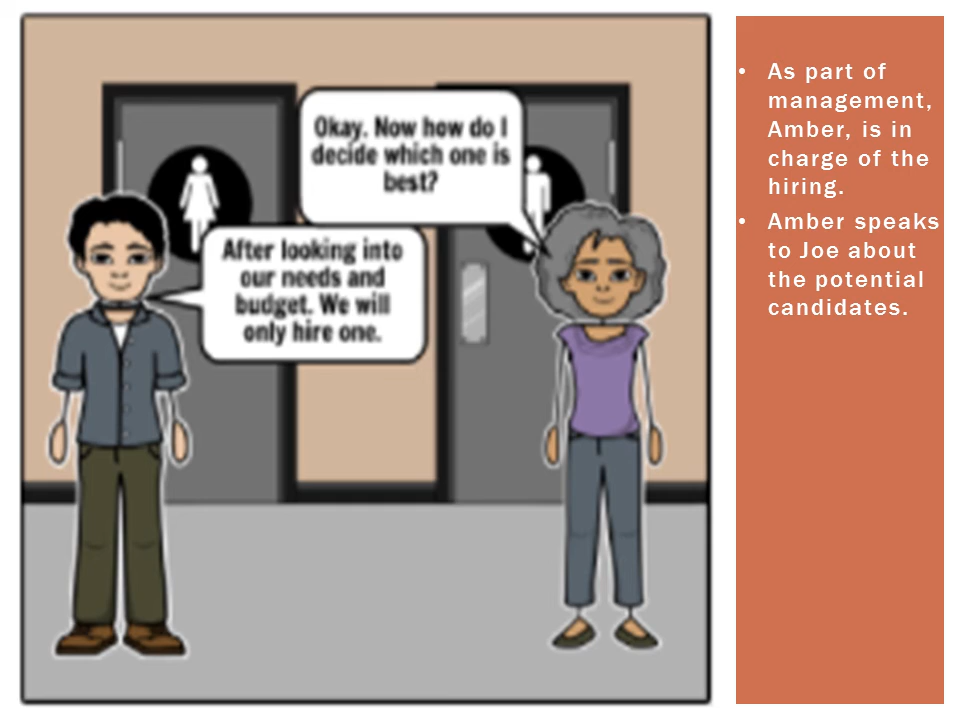 Okay. Now how do I
decide which one is
best?
After looking into
our needs and
budget. We will
only hire one.
• As part of
management,
Amber, is in
charge of the
hiring.
• Amber speaks
to Joe about
the potential
candidates.